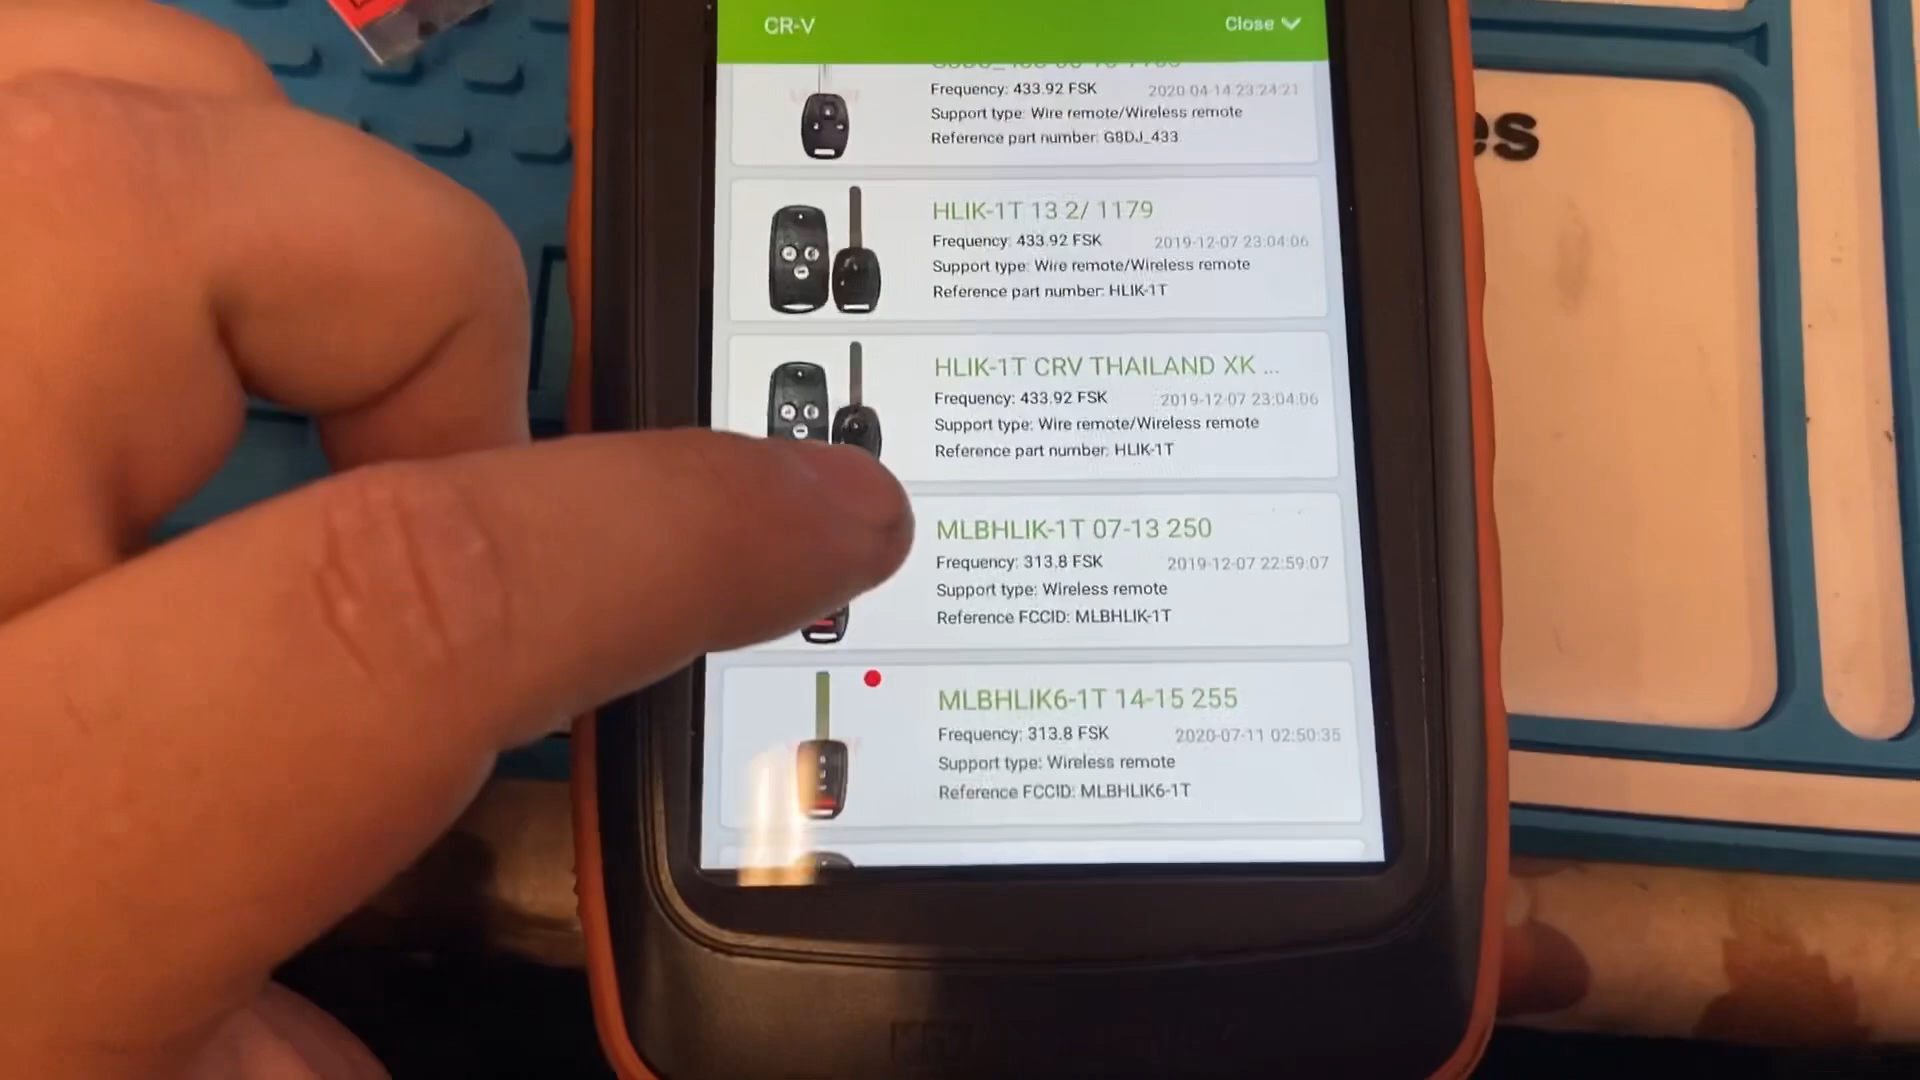 CR-V
Close
Frequency: 433.92 FSK
2020-04-14 23:24:21
Support type: Wire remote/Wireless remote
Reference part number: G8DJ_433
HLIK-1T 13 2/ 1179
Frequency: 433.92 FSK
2019-12-07 23:04:06
Support type: Wire remote/Wireless remote
Reference part number: HLIK-1T
HLIK-1T CRV THAILAND XK ...
Frequency: 433.92 FSK
2019-12-07 23:04:06
Support type: Wire remote/Wireless remote
Reference part number: HLIK-1T
MLBHLIK-1T 07-13 250
Frequency: 313.8 FSK
2019-12-07 22:59:07
Support type: Wireless remote
Reference FCCID: MLBHLIK-1T
MLBHLIK6-1T 14-15 255
Frequency: 313.8 FSK
2020-07-11 02:50:35
Support type: Wireless remote
Reference FCCID: MLBHLIK6-1T
es